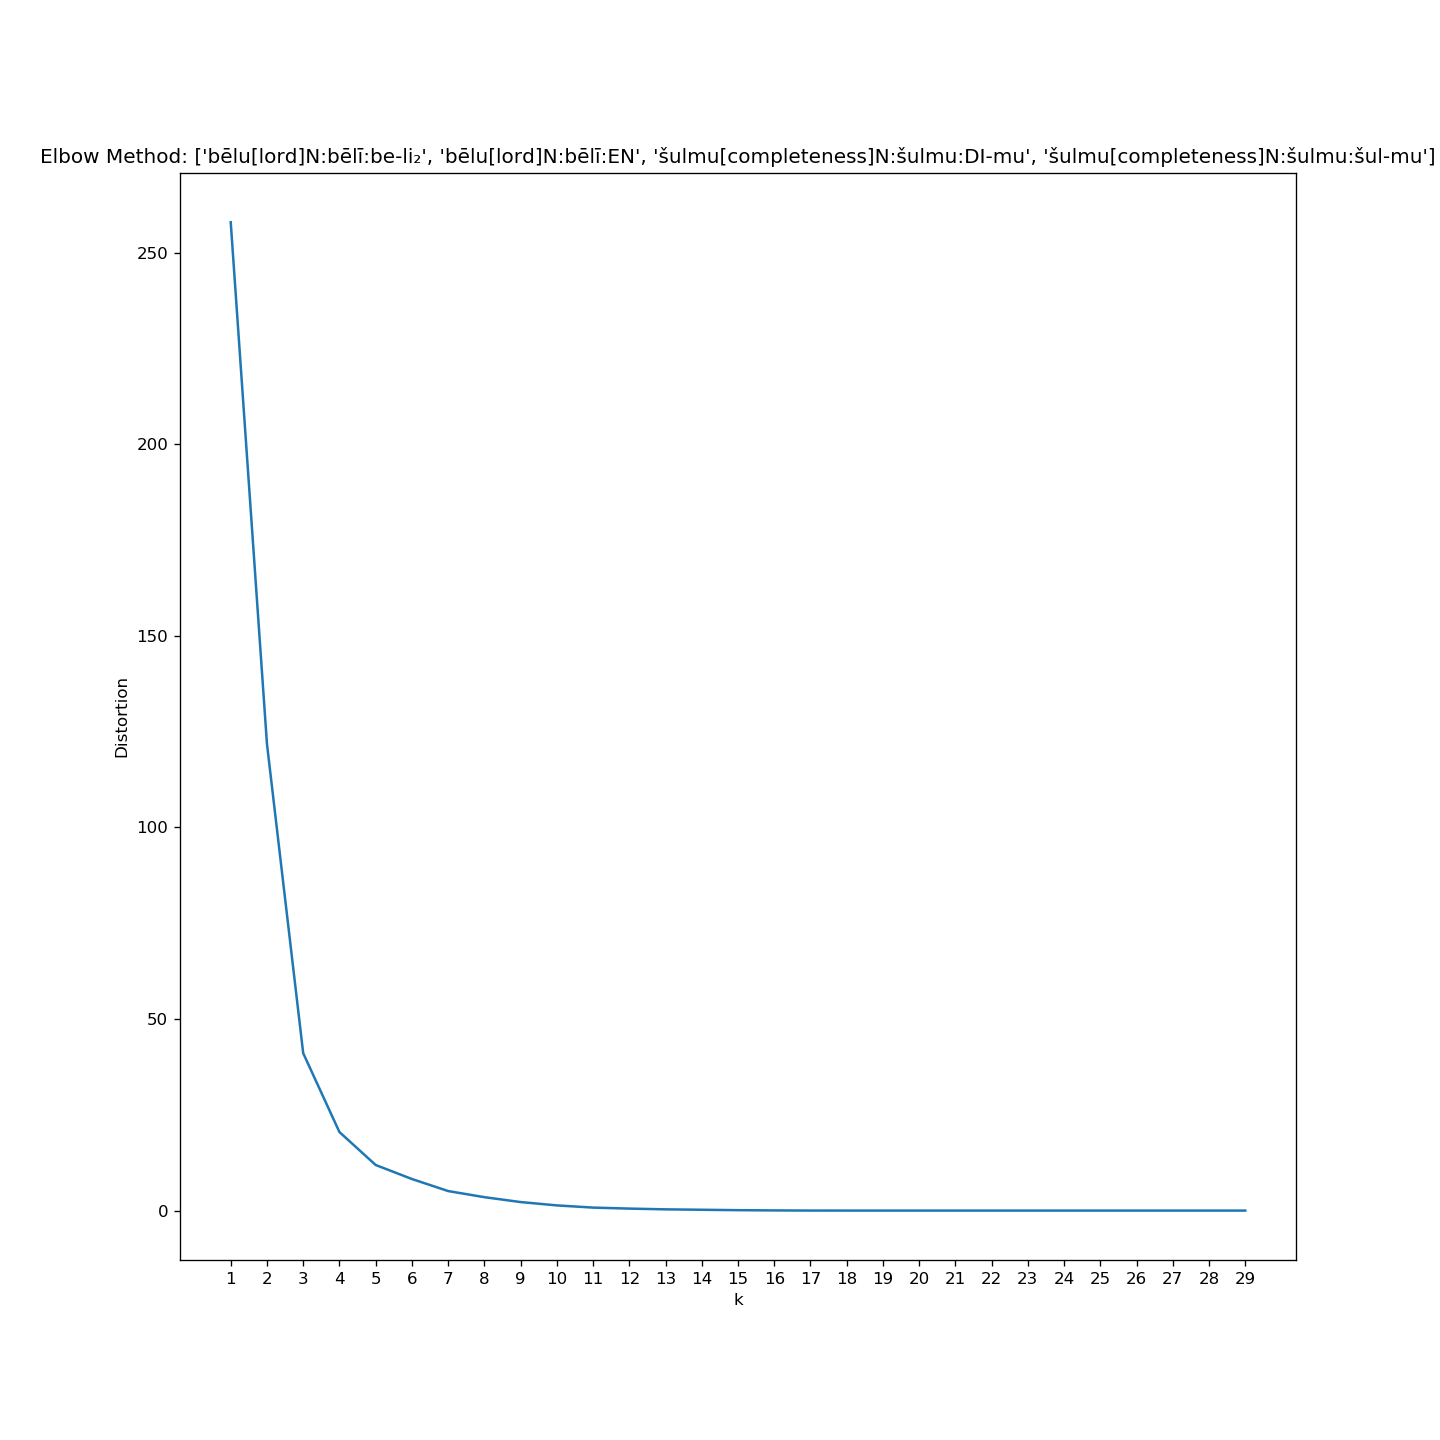 Elbow Method: ['bēlu[lord]N:bēlī:be-li₂', 'bēlu[lord]N:bēlī:EN', 'šulmu[completeness]N:šulmu:DI-mu', 'šulmu[completeness]N:šulmu:šul-mu']
250
200
150
100
50
0
Distortion
1 2 3 4 5 6 7 8 9 10 11 12 13 14 15 16 17 18 19 20 21 22 23 24 25 26 27 28 29
k